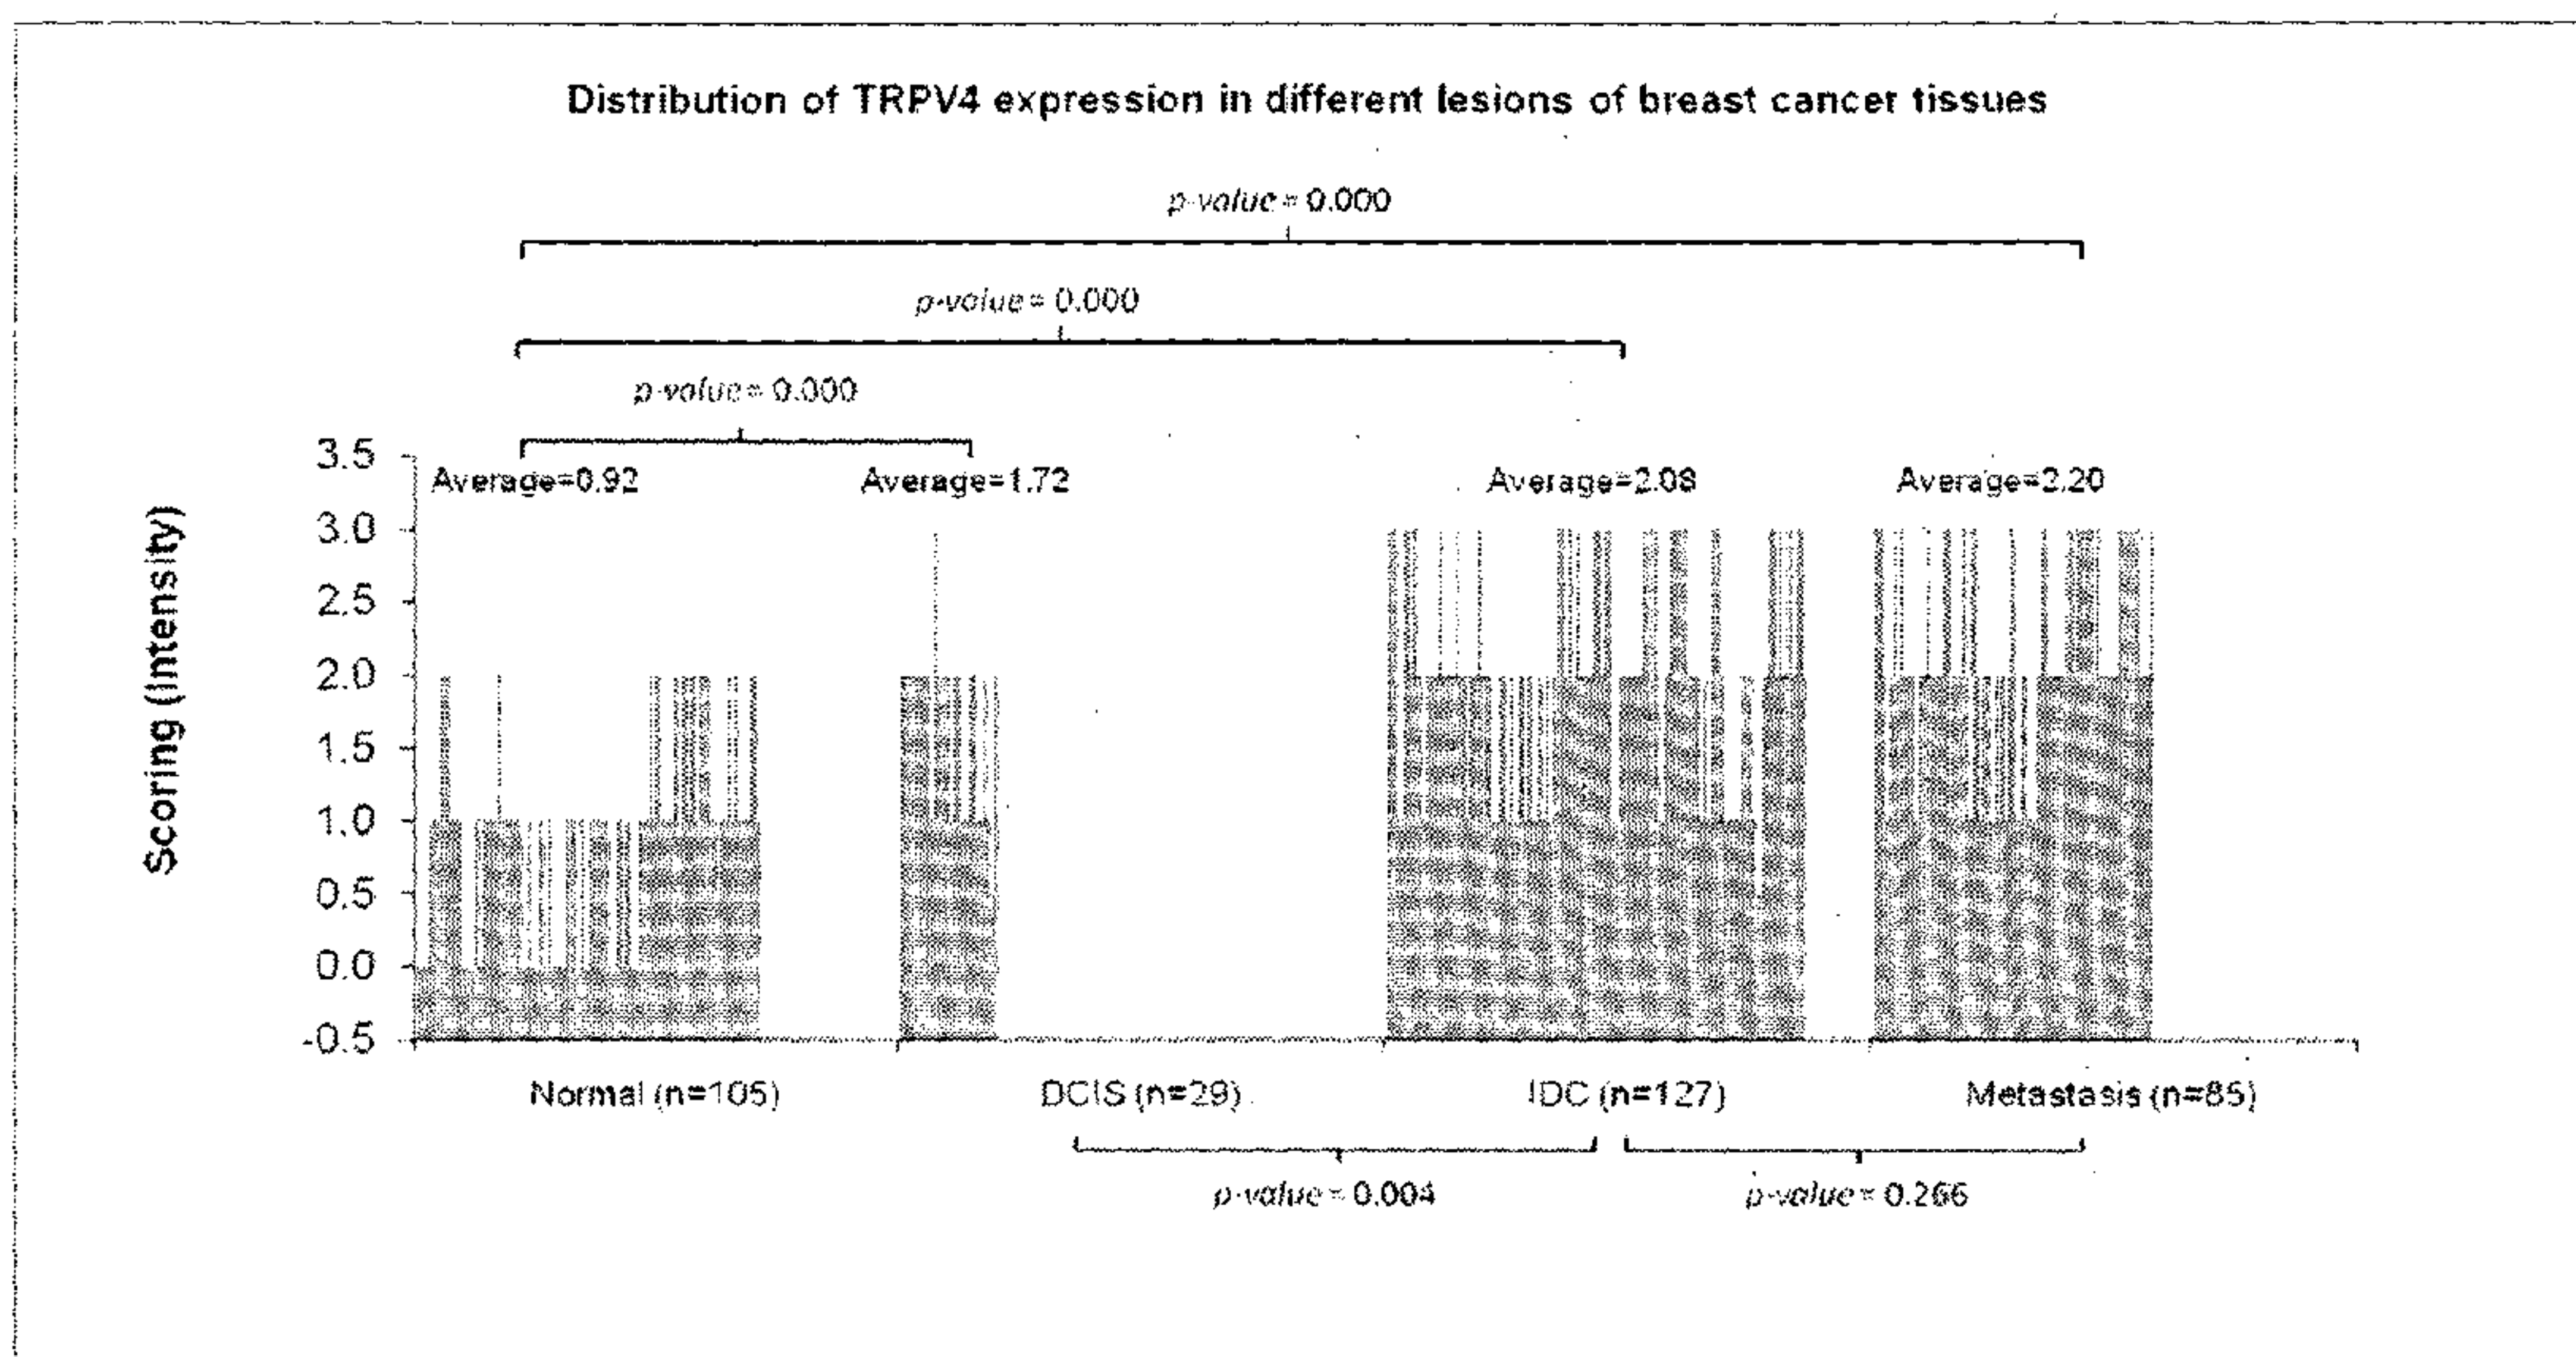 Distribution of TRPV4 expression in different lesions of breast cancer tissues
p-value = 0.000
p-value = 0.000
p-value = 0.000
3.5
Average=0.92 Average=1.72 Average=2.08 Average=2.20
3.0
2.5
2.0
1.5
1.0
0.5
0.0
-0.5
Scoring (Intensity)
Normal (n=105) DCIS (n=29) IDC (n=127) Metastasis (n=85)
p-value = 0.004 p-value = 0.266